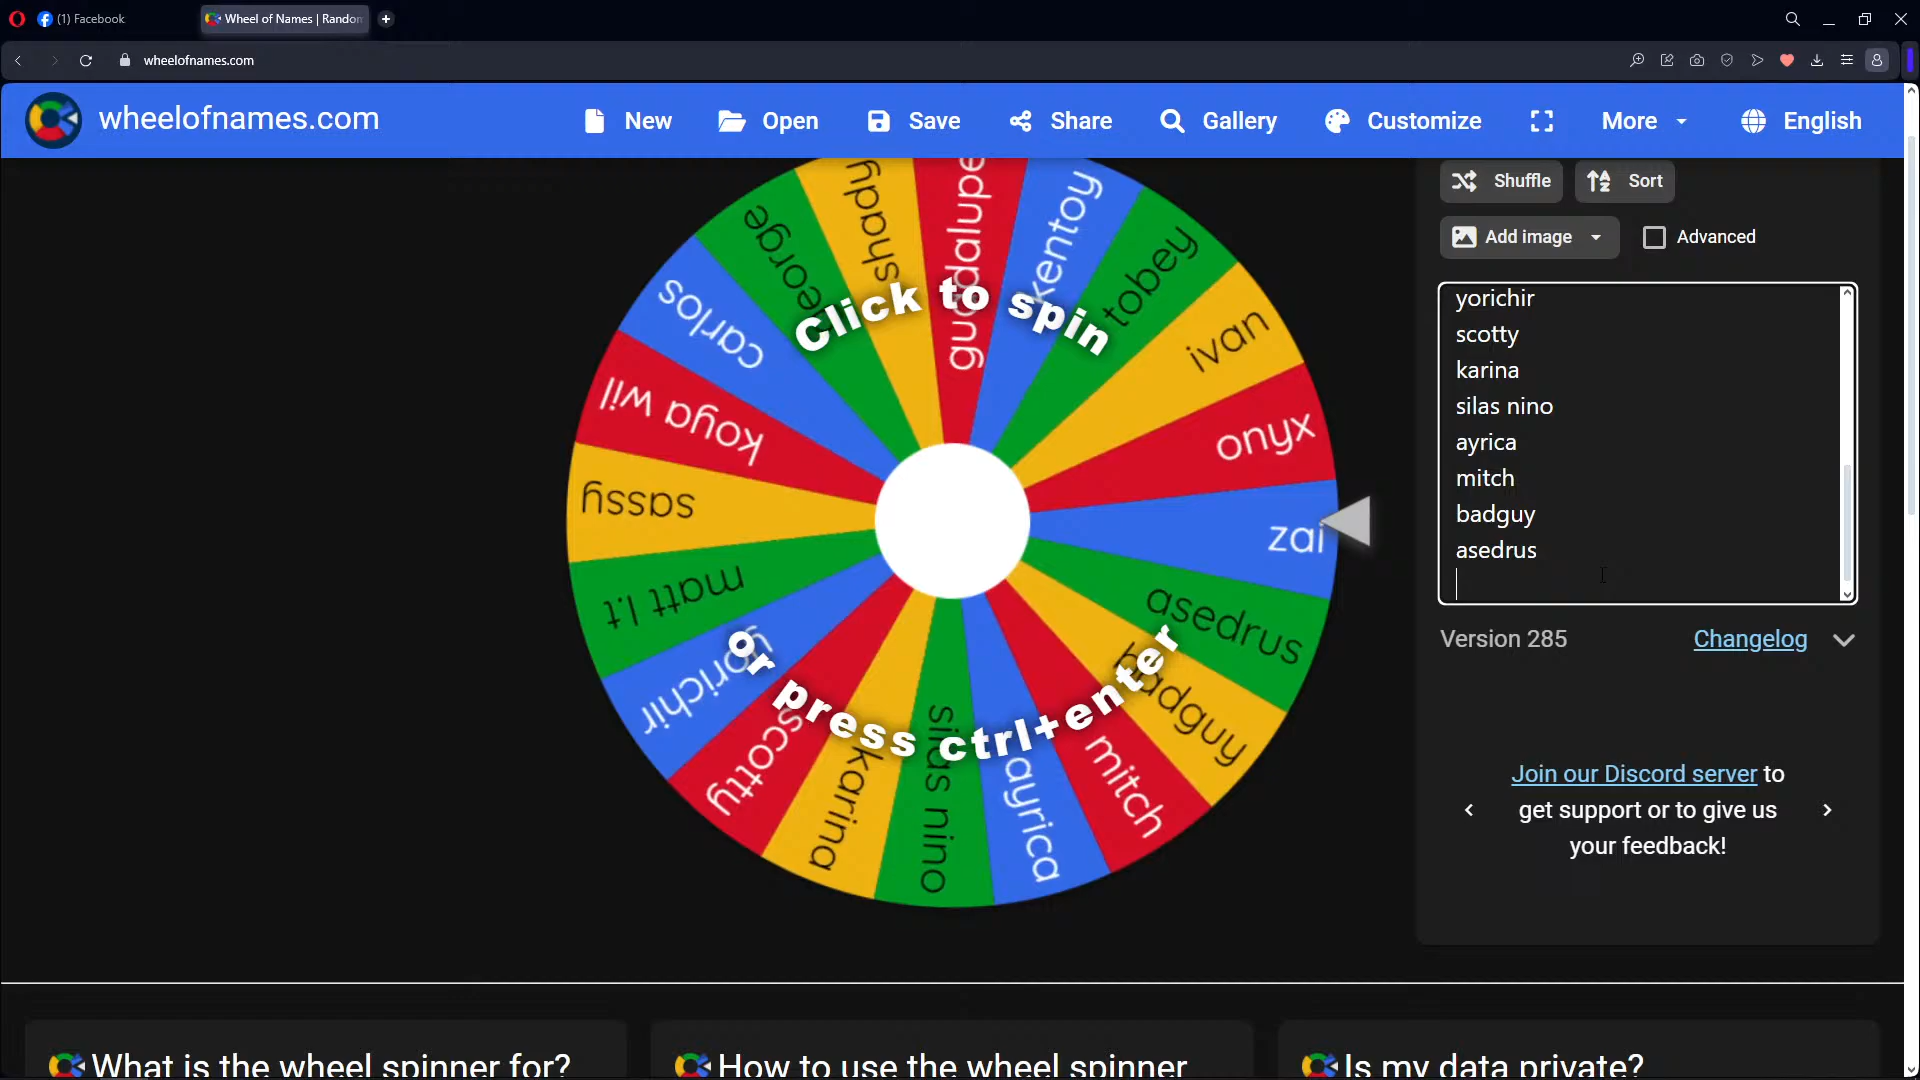 (1) Facebook
Wheel of Names | Random
wheelofnames.com
wheelofnames.com
New
Open
Save
Share
Gallery
Customize
More
English
Shuffle
Sort
Add image
Advanced
shady
guadalupe
kentoy
tobey
ivan
onyx
zai
asedrus
badguy
mitch
ayrica
silas nino
karina
scotty
yorichir
matt l.t
sassy
koya wil
carlos
george
Click to spin
or press ctrl+enter
yorichir
scotty
karina
silas nino
ayrica
mitch
badguy
asedrus
Version 285
Changelog
Join our Discord server to
get support or to give us
your feedback!
What is the wheel spinner for?
How to use the wheel spinner
Is my data private?